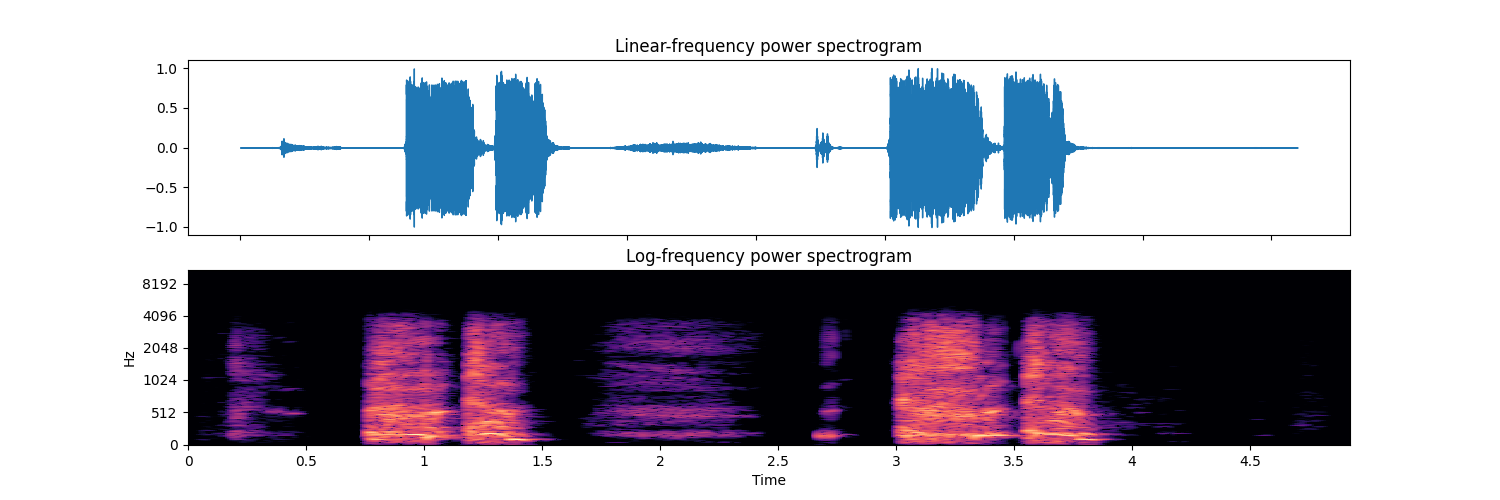 Linear-frequency power spectrogram
1.0
0.5
0.0
−0.5
−1.0
Log-frequency power spectrogram
8192
4096
2048
1024
512
0
Hz
0 0.5 1 1.5 2 2.5 3 3.5 4 4.5
Time